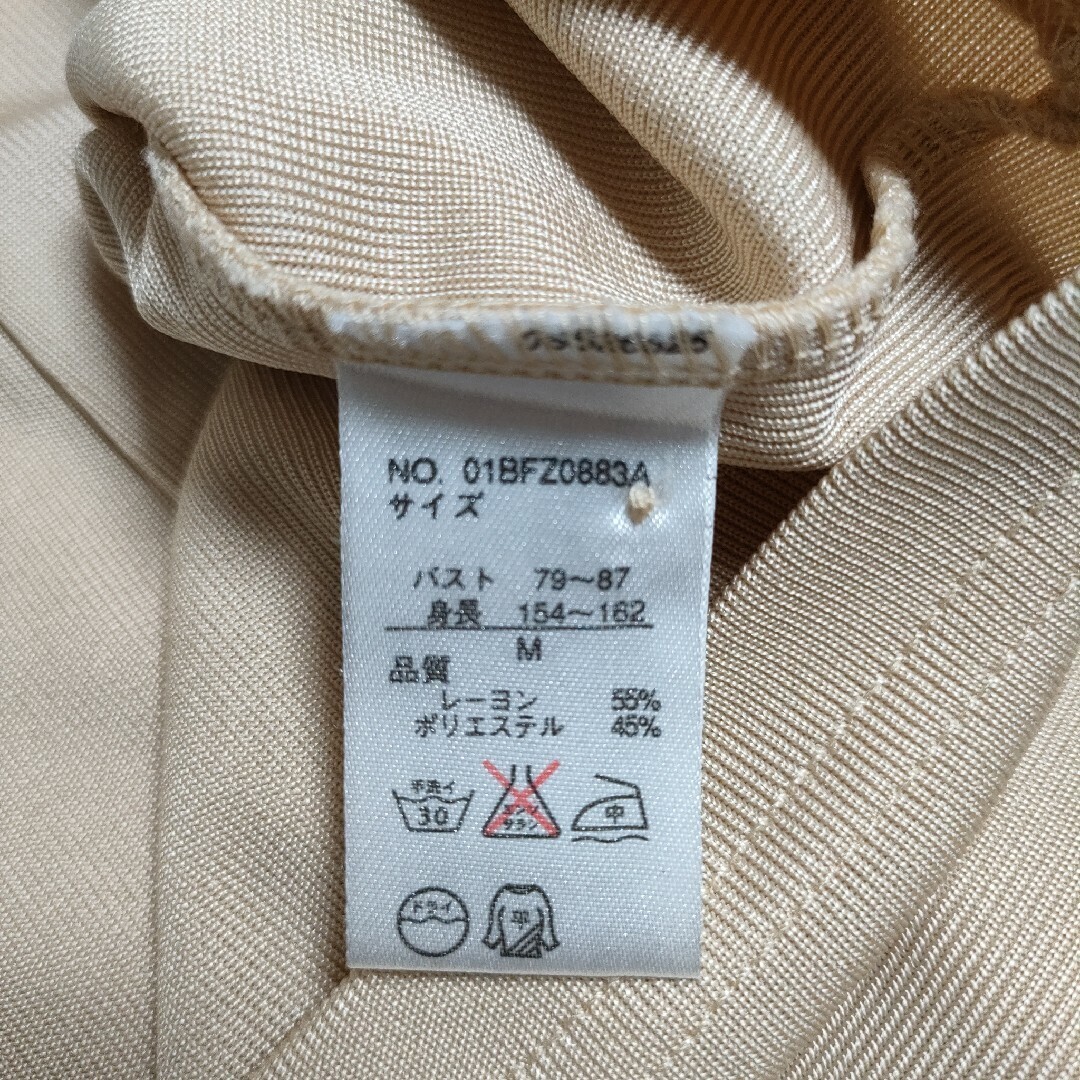 NO. 01BFZ0883A
サイズ
バスト 79～87
身長 154～162
M
品質
レーヨン 55%
ポリエステル 45%
手洗イ
30
中
ドライ
平